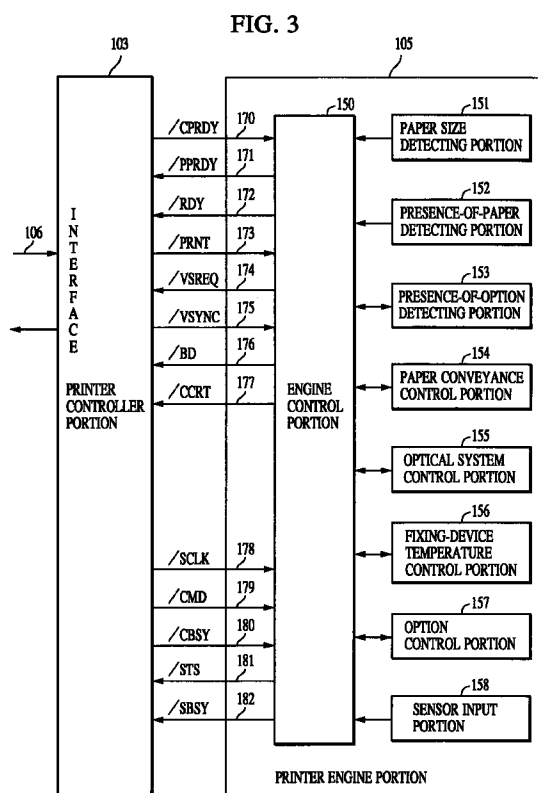 FIG. 3
103
105
INTERFACE
106
PRINTER
CONTROLLER
PORTION
/CPRDY 170
/PPRDY 171
/RDY 172
/PRNT 173
/VSREQ 174
/VSYNC 175
/BD 176
/CCRT 177
/SCLK 178
/CMD 179
/CBSY 180
/STS 181
/SBSY 182
150
ENGINE
CONTROL
PORTION
151
PAPER SIZE
DETECTING PORTION
152
PRESENCE-OF-PAPER
DETECTING PORTION
153
PRESENCE-OF-OPTION
DETECTING PORTION
154
PAPER CONVEYANCE
CONTROL PORTION
155
OPTICAL SYSTEM
CONTROL PORTION
156
FIXING-DEVICE
TEMPERATURE
CONTROL PORTION
157
OPTION
CONTROL PORTION
158
SENSOR INPUT
PORTION
PRINTER ENGINE PORTION